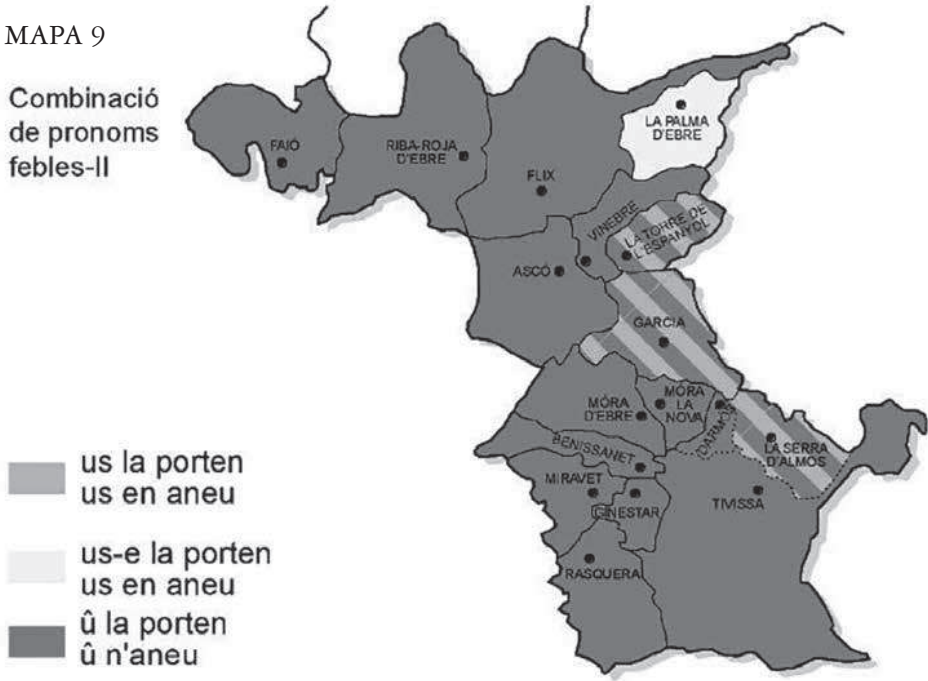 MAPA 9
Combinació
de pronoms
febles-II
LA PALMA
D'EBRE
FAIÓ
RIBA-ROJA
D'EBRE
FLIX
VINEBRE
LA TORRE DE
L'ESPANYOL
ASCÓ
GARCIA
MÓRA
D'EBRE
MÓRA
LA
NOVA
DARMÓS
LA SERRA
D'ALMOS
BENISSANET
MIRAVET
GINESTAR
TIVISSA
RASQUERA
us la porten
us en aneu
us-e la porten
us en aneu
û la porten
û n'aneu